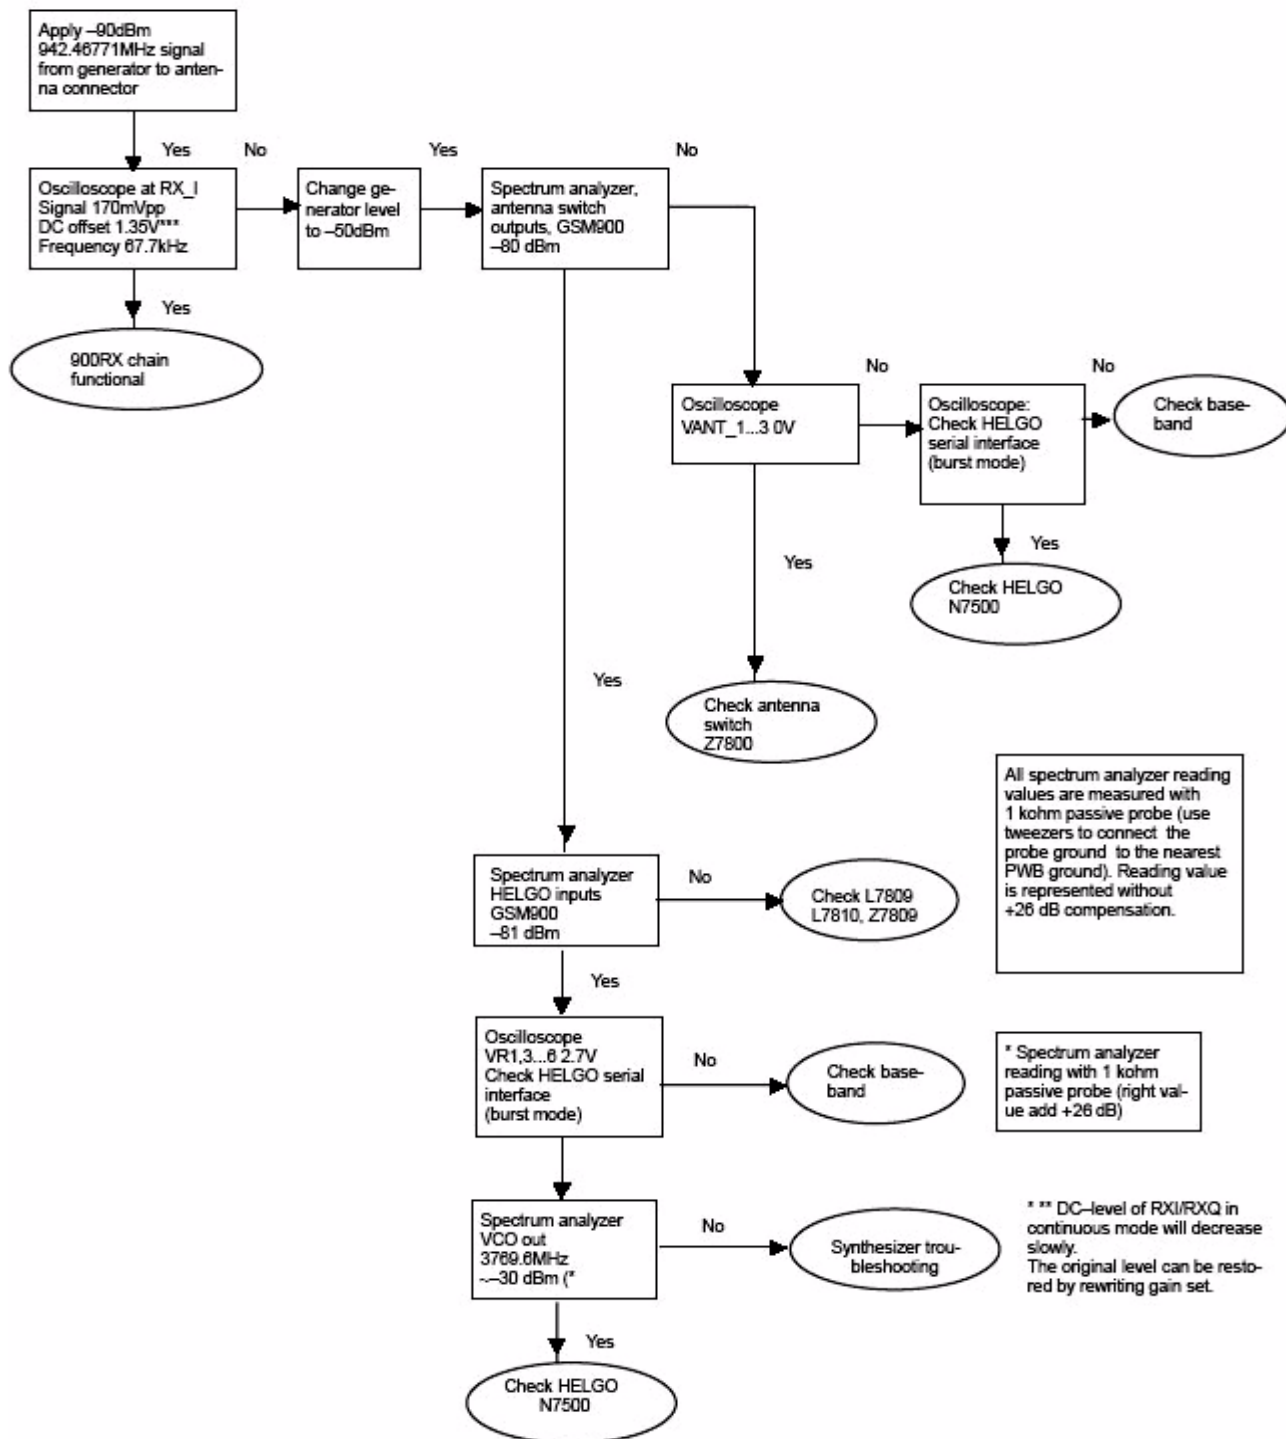 Apply –90dBm
942.46771MHz signal
from generator to anten-
na connector
Yes
No
Yes
No
Oscilloscope at RX_I
Signal 170mVpp
DC offset 1.35V***
Frequency 67.7kHz
Change ge-
nerator level
to –50dBm
Spectrum analyzer,
antenna switch
outputs, GSM900
–80 dBm
Yes
900RX chain
functional
No
No
Oscilloscope
VANT_1...3 0V
Oscilloscope:
Check HELGO
serial interface
(burst mode)
Check base-
band
Yes
Yes
Check HELGO
N7500
Yes
Check antenna
switch
Z7800
All spectrum analyzer reading
values are measured with
1 kohm passive probe (use
tweezers to connect the
probe ground to the nearest
PWB ground). Reading value
is represented without
+26 dB compensation.
Spectrum analyzer
HELGO inputs
GSM900
–81 dBm
No
Check L7809
L7810, Z7809
Yes
Oscilloscope
VR1,3...6 2.7V
Check HELGO serial
interface
(burst mode)
No
Check base-
band
* Spectrum analyzer
reading with 1 kohm
passive probe (right val-
ue add +26 dB)
Spectrum analyzer
VCO out
3769.6MHz
~–30 dBm (*
No
Synthesizer trou-
bleshooting
* ** DC–level of RXI/RXQ in
continuous mode will decrease
slowly.
The original level can be resto-
red by rewriting gain set.
Yes
Check HELGO
N7500